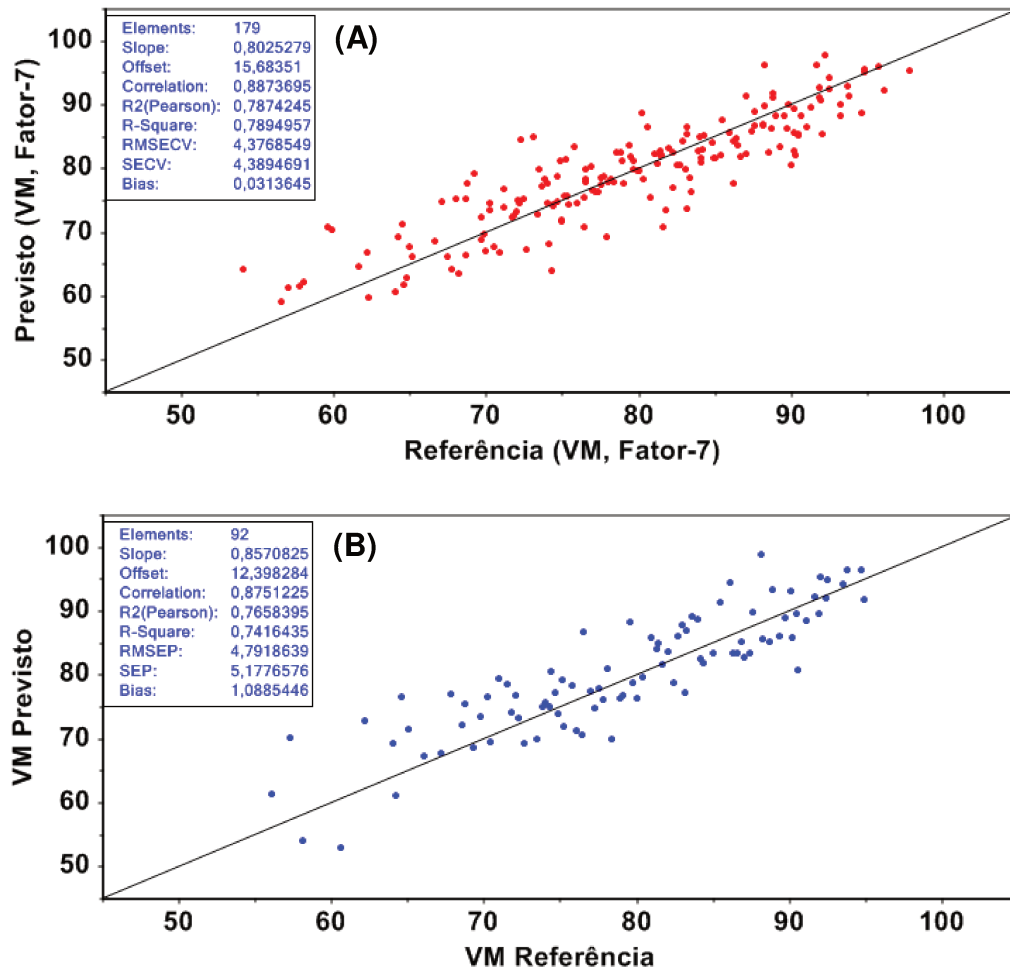 (A)
Elements: 179
Slope: 0,8025279
Offset: 15,68351
Correlation: 0,8873695
R2(Pearson): 0,7874245
R-Square: 0,7894957
RMSECV: 4,3768549
SECV: 4,3894691
Bias: 0,0313645
Previsto (VM, Fator-7)
100
90
80
70
60
50
50 60 70 80 90 100
Referência (VM, Fator-7)
(B)
Elements: 92
Slope: 0,8570825
Offset: 12,398284
Correlation: 0,8751225
R2(Pearson): 0,7658395
R-Square: 0,7416435
RMSEP: 4,7918639
SEP: 5,1776576
Bias: 1,0885446
VM Previsto
100
90
80
70
60
50
50 60 70 80 90 100
VM Referência